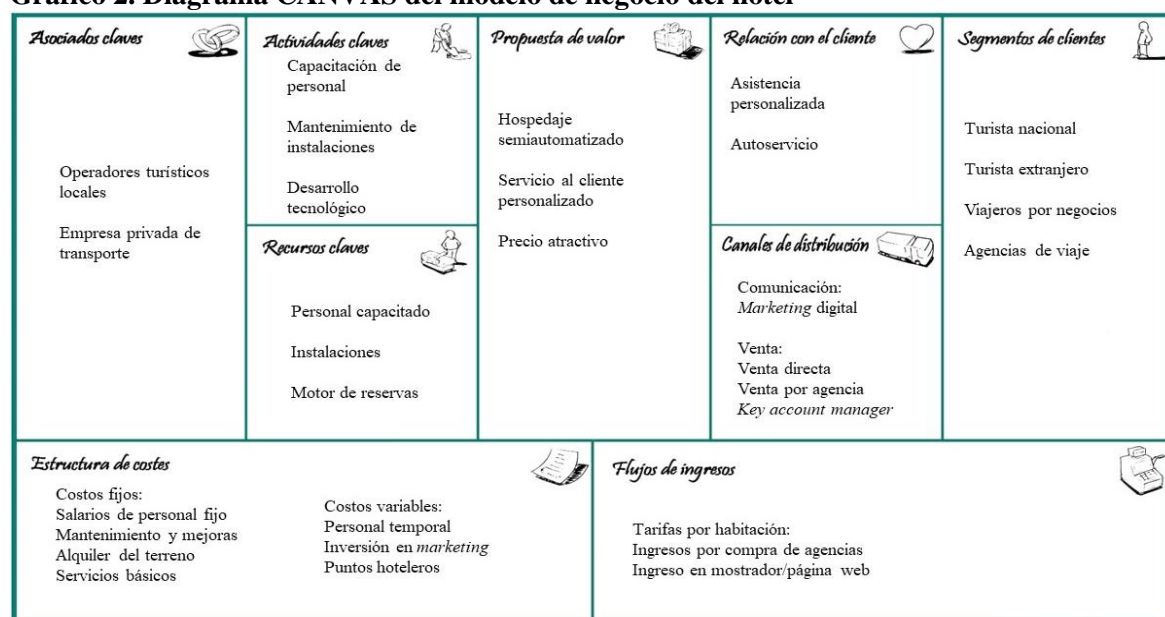 Gráfico 2. Diagrama CANVAS del modelo de negocio del hotel
Asociados claves
Operadores turísticos
locales
Empresa privada de
transporte
Actividades claves
Capacitación de
personal
Mantenimiento de
instalaciones
Desarrollo
tecnológico
Recursos claves
Personal capacitado
Instalaciones
Motor de reservas
Propuesta de valor
Hospedaje
semiautomatizado
Servicio al cliente
personalizado
Precio atractivo
Relación con el cliente
Asistencia
personalizada
Autoservicio
Canales de distribución
Comunicación:
Marketing digital
Venta:
Venta directa
Venta por agencia
Key account manager
Segmentos de clientes
Turista nacional
Turista extranjero
Viajeros por negocios
Agencias de viaje
Estructura de costes
Costos fijos:
Salarios de personal fijo
Mantenimiento y mejoras
Alquiler del terreno
Servicios básicos
Costos variables:
Personal temporal
Inversión en marketing
Puntos hoteleros
Flujos de ingresos
Tarifas por habitación:
Ingresos por compra de agencias
Ingreso en mostrador/página web